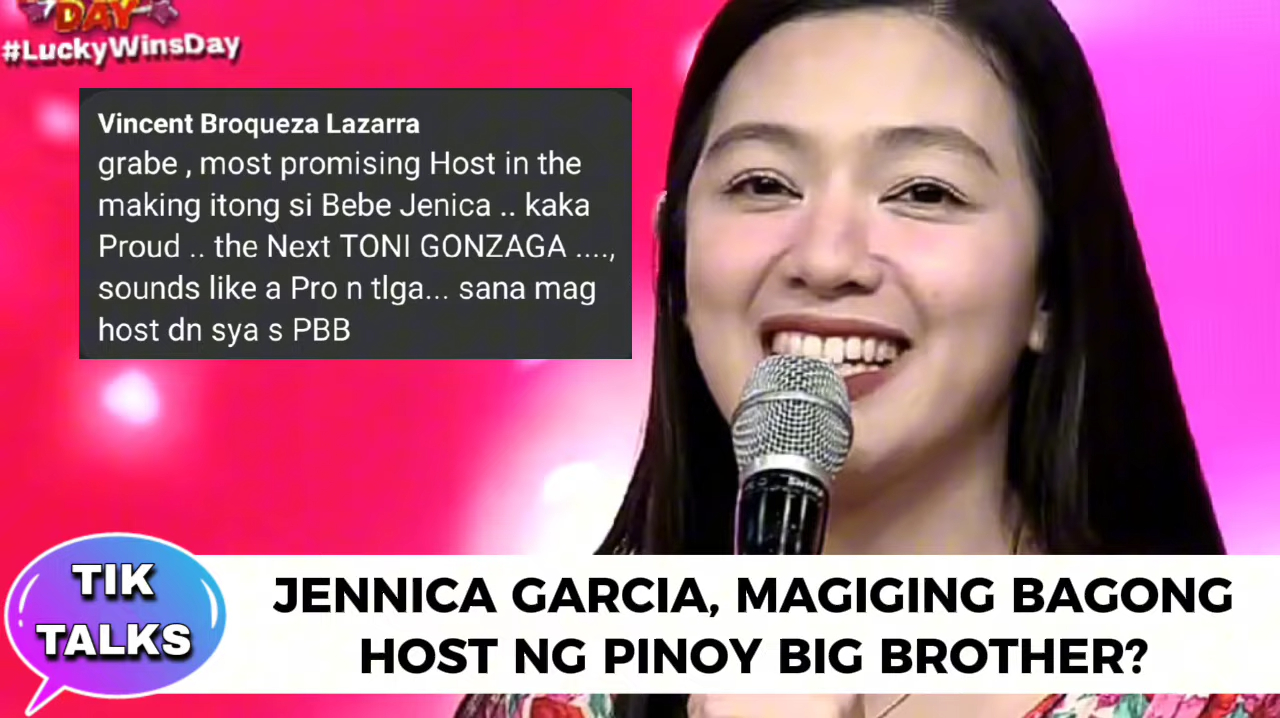 DAY
#LuckyWinsDay
Vincent Broqueza Lazarra
grabe , most promising Host in the
making itong si Bebe Jenica .. kaka
Proud .. the Next TONI GONZAGA ....,
sounds like a Pro n tlga... sana mag
host dn sya s PBB
TIK
TALKS
JENNICA GARCIA, MAGIGING BAGONG
HOST NG PINOY BIG BROTHER?